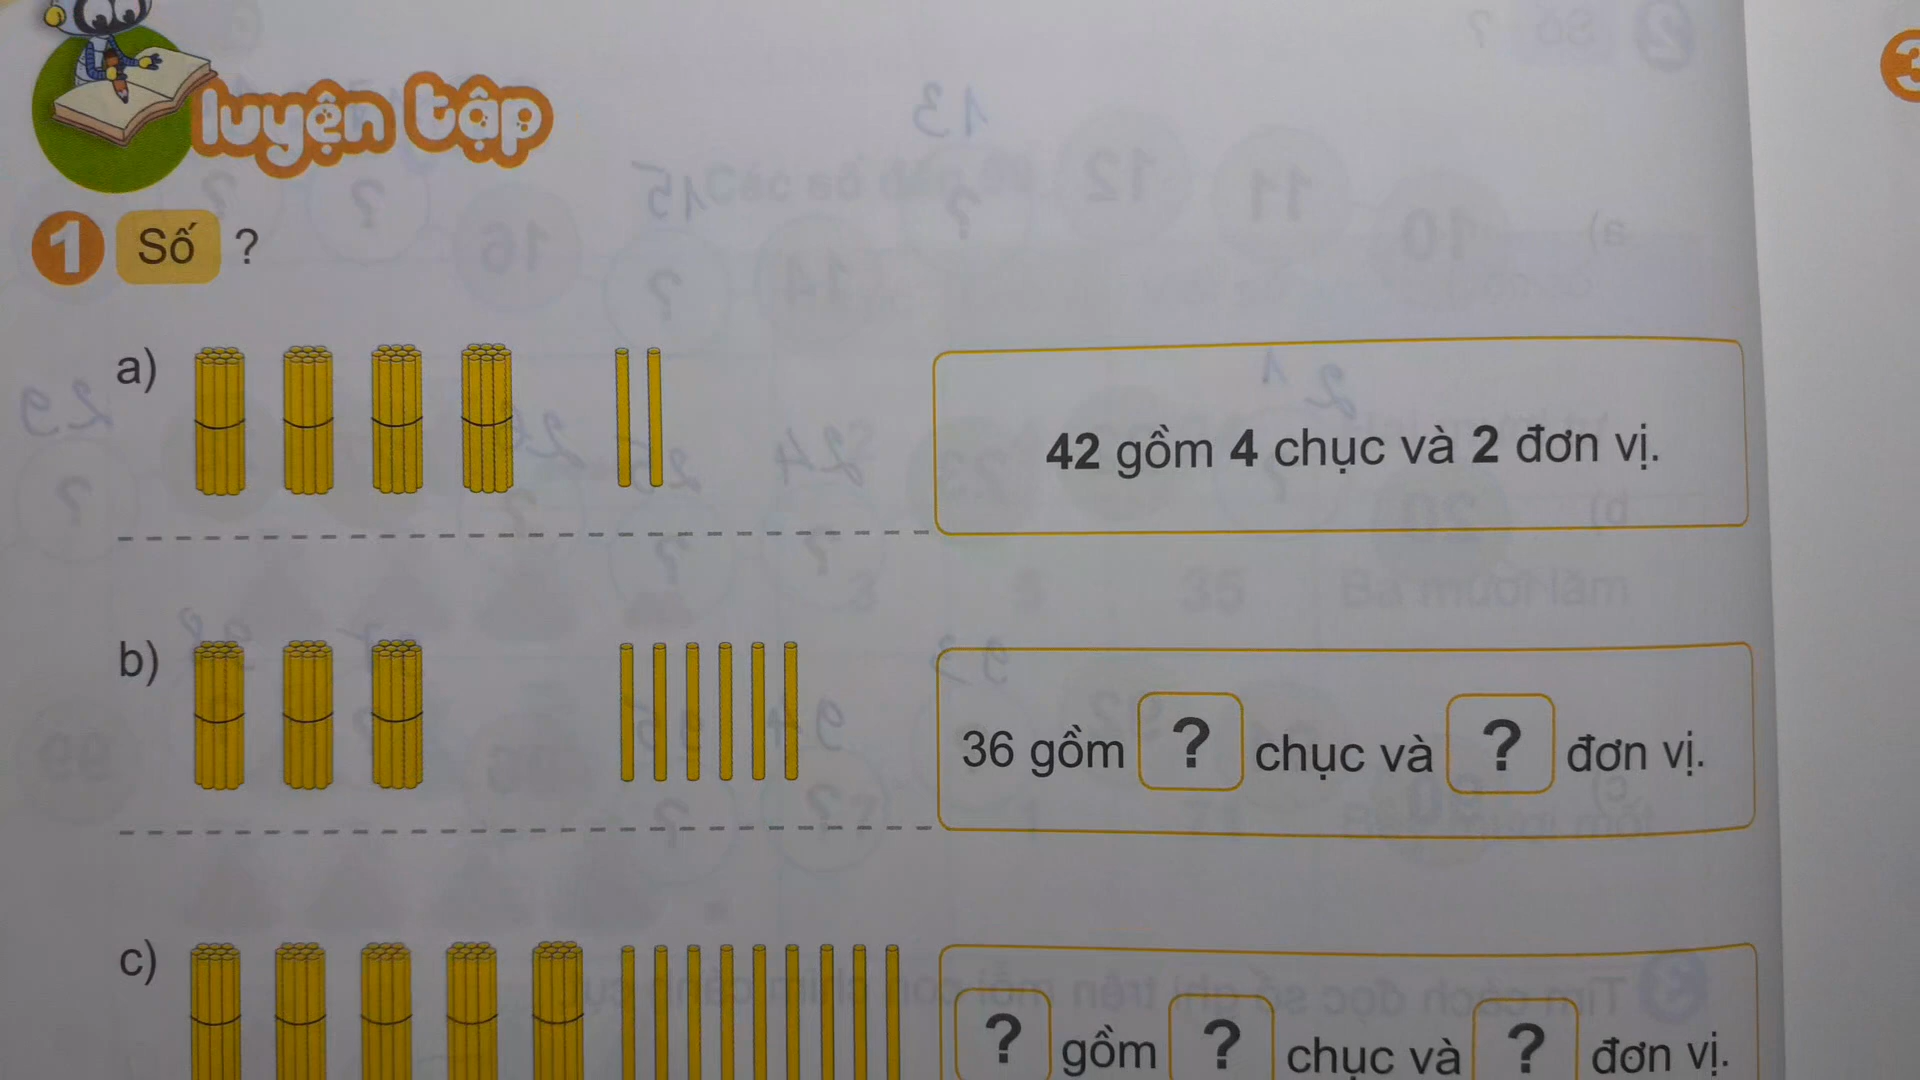 luyện tập
1 Số ?
a)
42 gồm 4 chục và 2 đơn vị.
b)
36 gồm ? chục và ? đơn vị.
c)
? gồm ? chục và ? đơn vị.
3